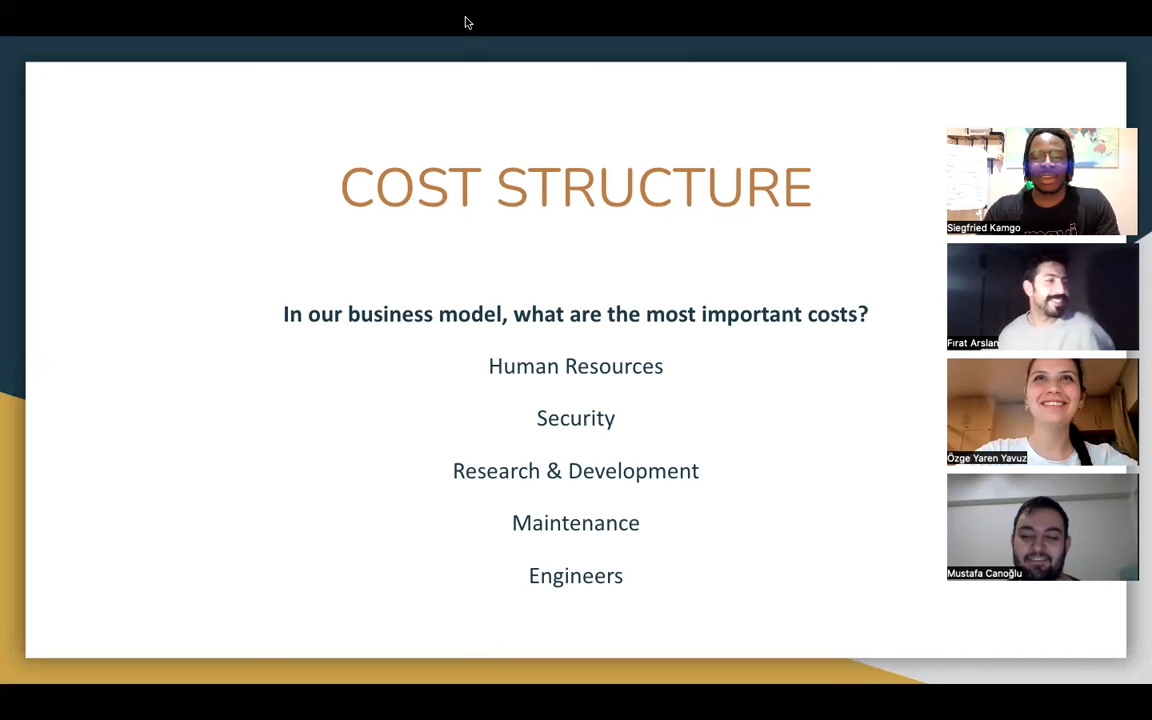 COST STRUCTURE
In our business model, what are the most important costs?
Human Resources
Security
Research & Development
Maintenance
Engineers
Siegfried Kamgo
Fırat Arslan
Özge Yaren Yavuz
Mustafa Canoğlu